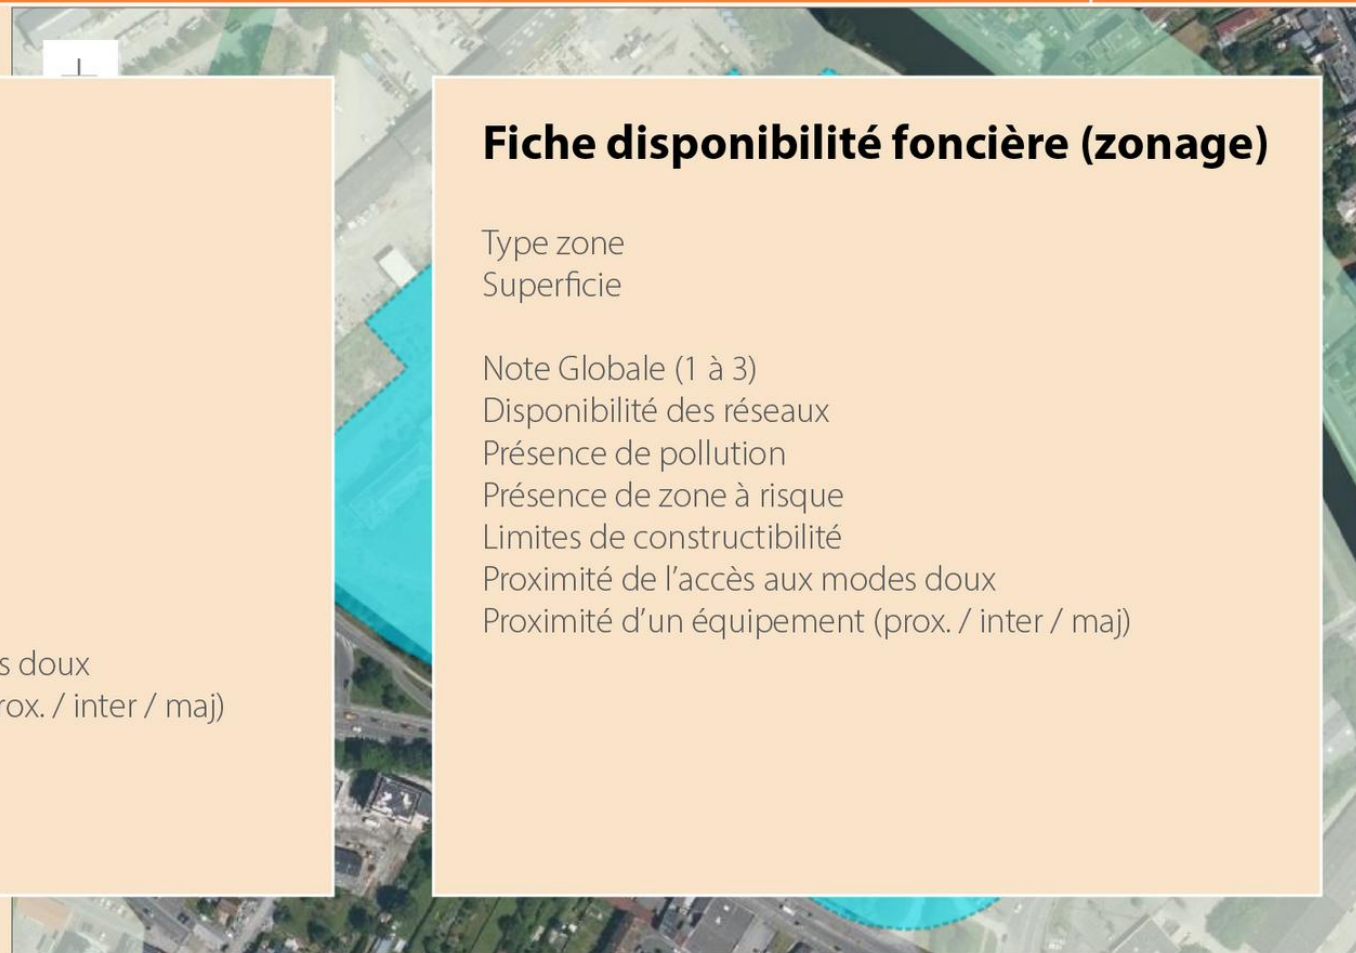 Fiche disponibilité foncière (zonage)
Type zone
Superficie
Note Globale (1 à 3)
Disponibilité des réseaux
Présence de pollution
Présence de zone à risque
Limites de constructibilité
Proximité de l'accès aux modes doux
Proximité d'un équipement (prox. / inter / maj)
doux
/ inter / maj)